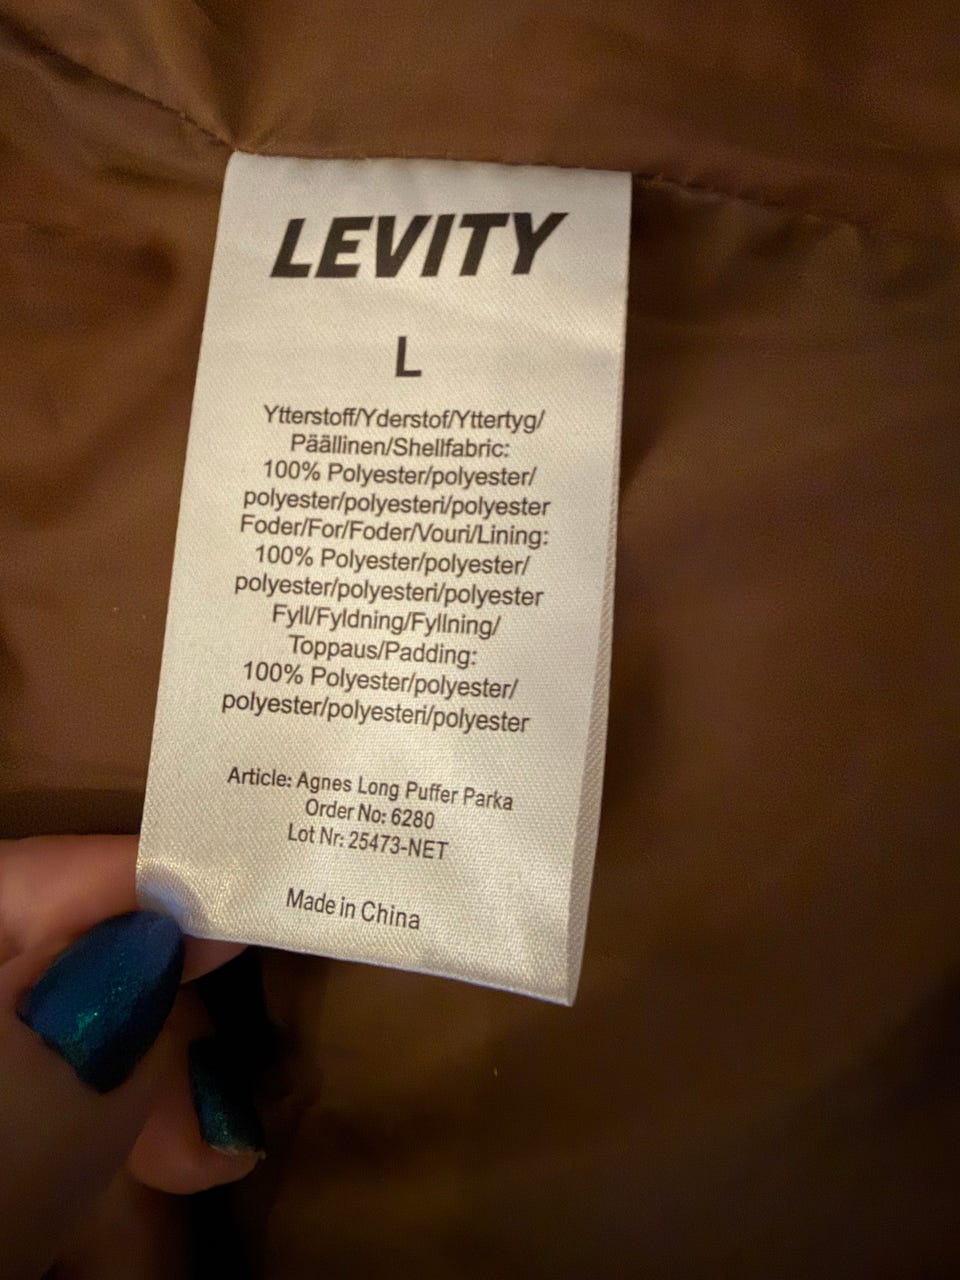 LEVITY
L
Ytterstoff/Yderstof/Yttertyg/
Päällinen/Shellfabric:
100% Polyester/polyester/
polyester/polyesteri/polyester
Foder/For/Foder/Vouri/Lining:
100% Polyester/polyester/
polyester/polyesteri/polyester
Fyll/Fyldning/Fyllning/
Toppaus/Padding:
100% Polyester/polyester/
polyester/polyesteri/polyester
Article: Agnes Long Puffer Parka
Order No: 6280
Lot Nr: 25473-NET
Made in China